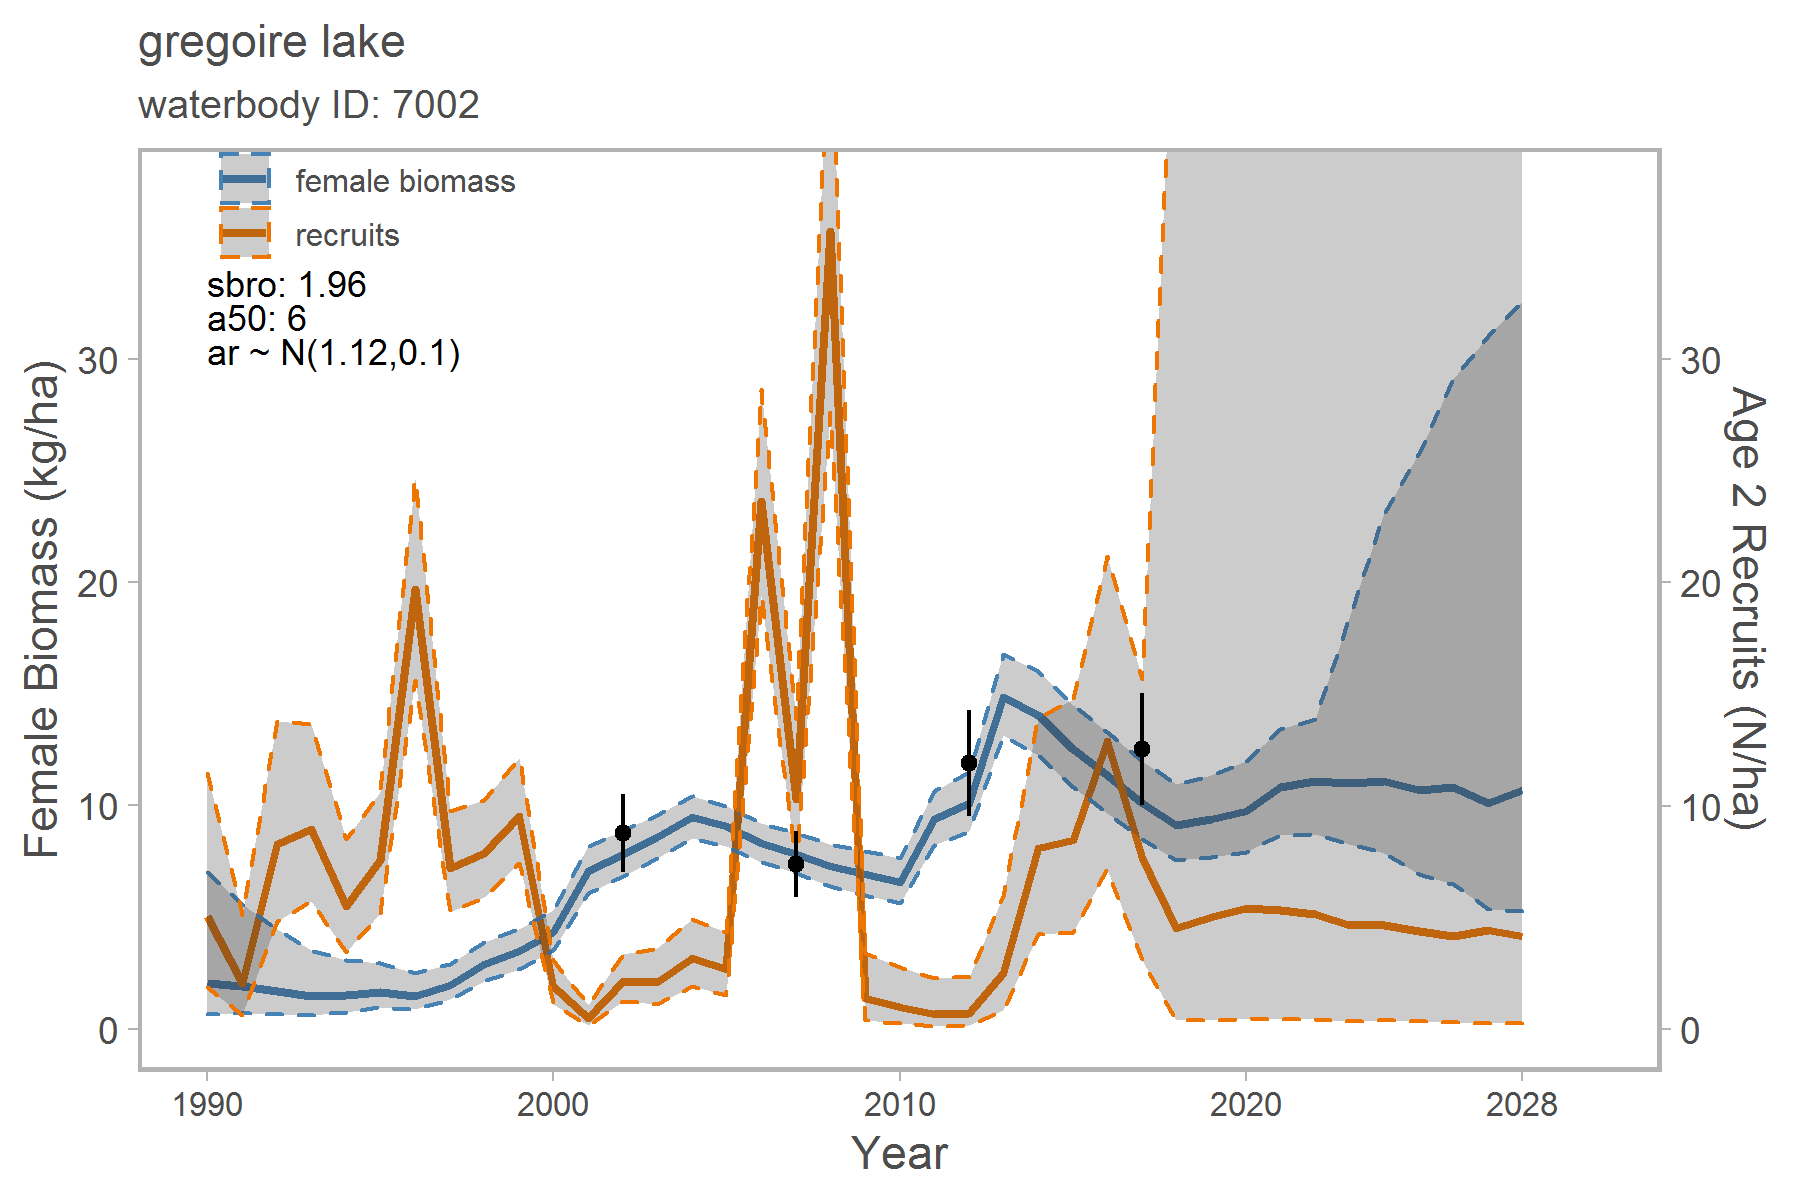 gregoire lake
waterbody ID: 7002
female biomass
recruits
sbro: 1.96
a50: 6
ar ~ N(1.12,0.1)
Female Biomass (kg/ha)
30
20
10
0
30
20
10
0
Age 2 Recruits (N/ha)
1990
2000
2010
2020
2028
Year